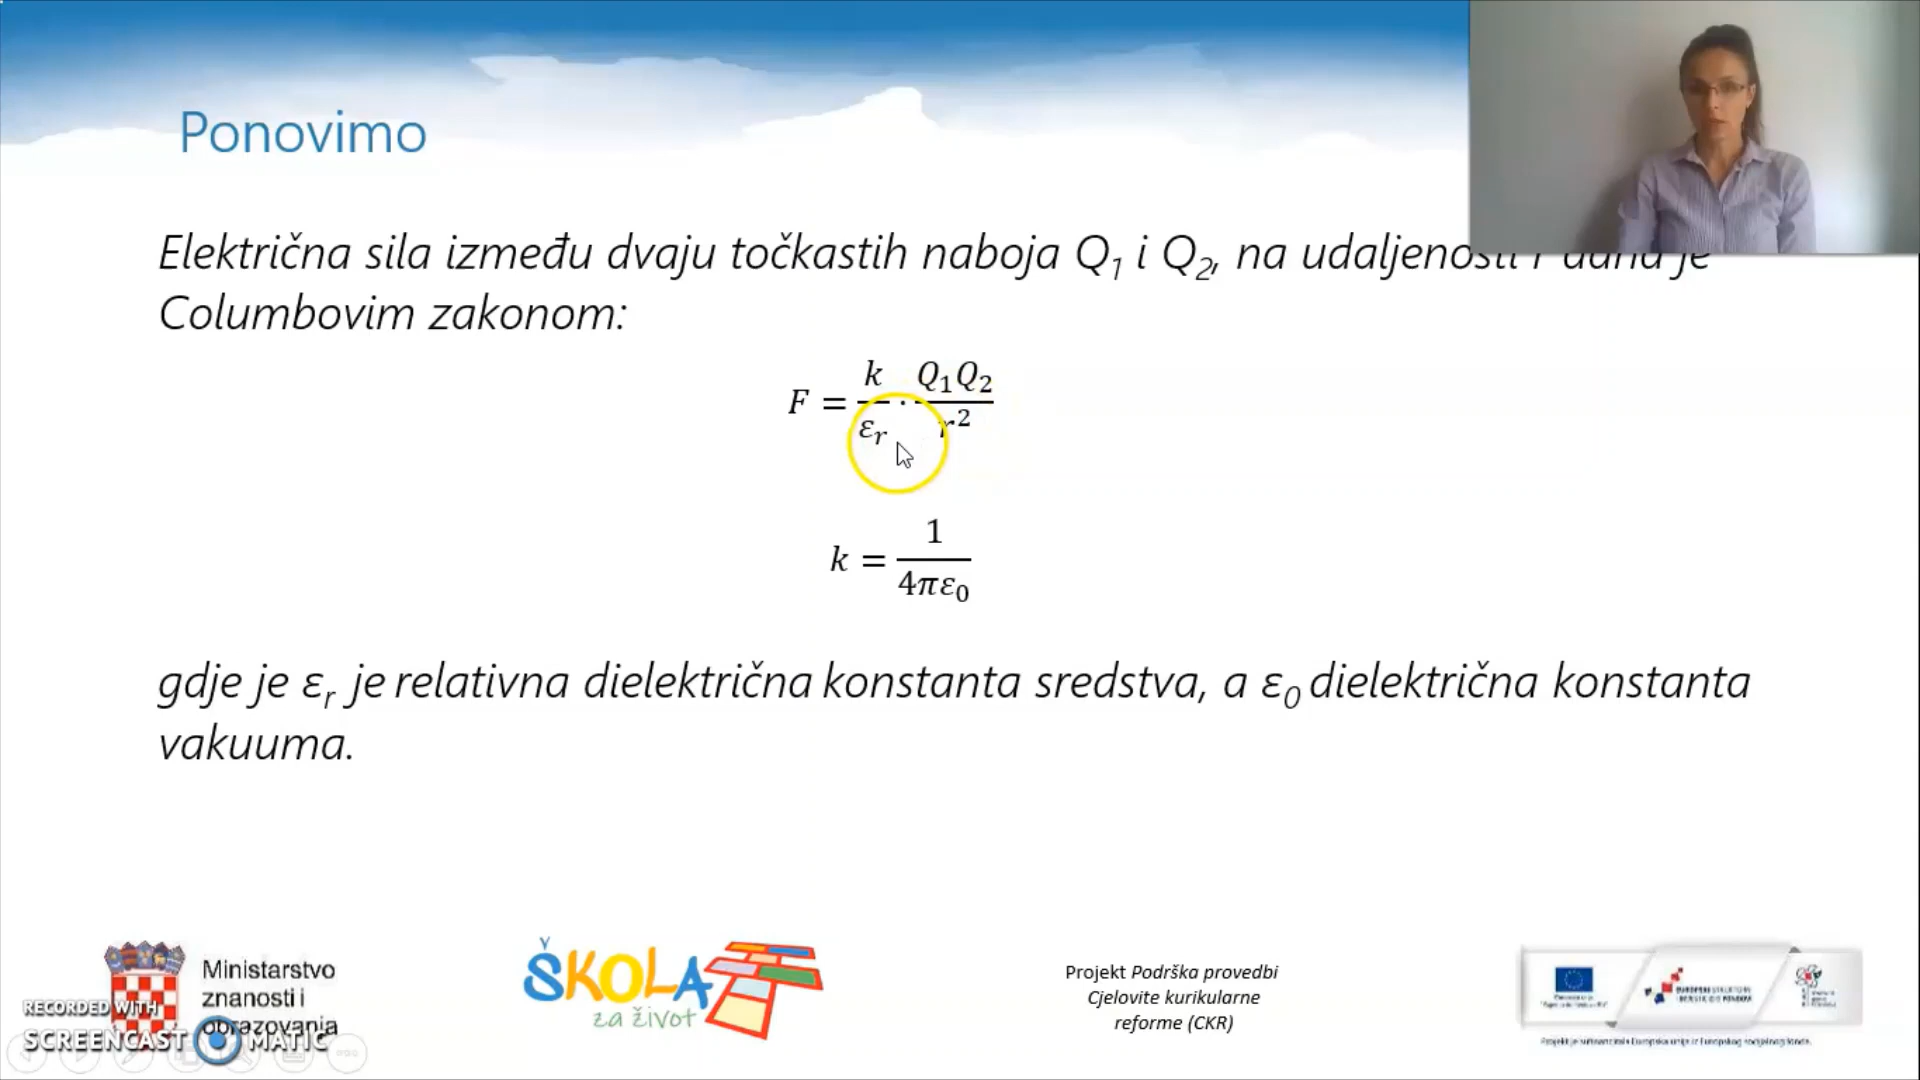 Ponovimo
Električna sila između dvaju točkastih naboja Q₁ i Q₂, na udaljenosti r dana je
Columbovim zakonom:
F = k/εᵣ · Q₁Q₂/r²
k = 1/4πε₀
gdje je εᵣ je relativna dielektrična konstanta sredstva, a ε₀ dielektrična konstanta
vakuuma.
Ministarstvo
znanosti i
obrazovanja
RECORDED WITH
SCREENCAST MATIC
ŠKOLA
za život
Projekt Podrška provedbi
Cjelovite kurikularne
reforme (CKR)